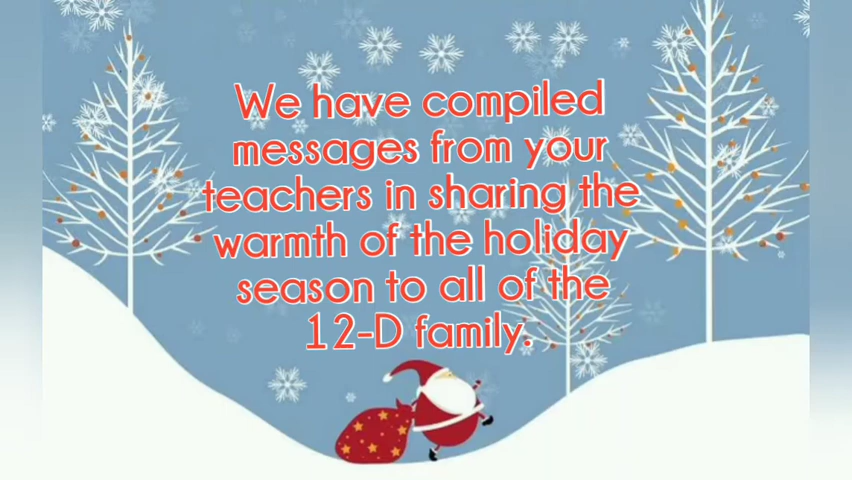 We have compiled
messages from your
teachers in sharing the
warmth of the holiday
season to all of the
12-D family.